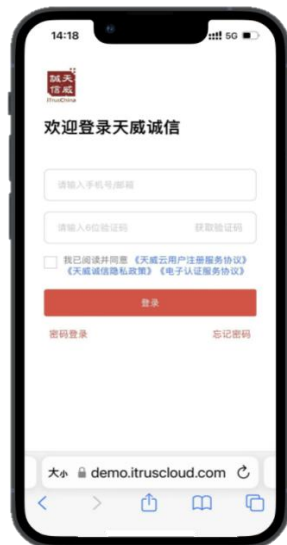 14:18
5G
誠天
信威
iTrusChina
欢迎登录天威诚信
请输入手机号/邮箱
请输入6位验证码 获取验证码
我已阅读并同意《天威云用户注册服务协议》
《天威诚信隐私政策》《电子认证服务协议》
登录
密码登录 忘记密码
大小 demo.itruscloud.com